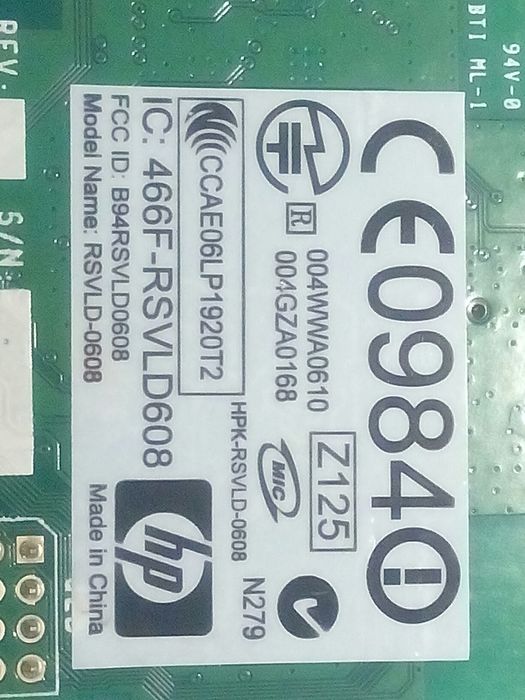 CE0984
R 004WWA0610
004GZA0168
Z125
CCAE06LP1920T2
HPK-RSVLD-0608
MIC
N279
IC: 466F-RSVLD608
FCC ID: B94RSVLD0608
Model Name: RSVLD-0608
hp
Made in China
BTI ML-1
94V-0
REV:
S/N: